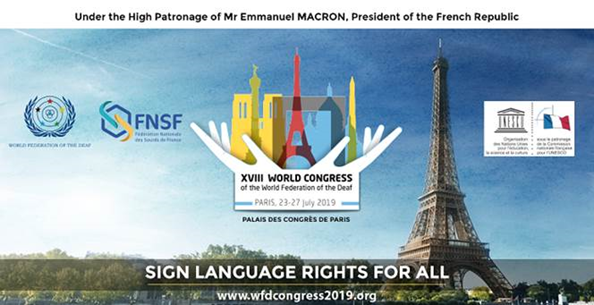 Under the High Patronage of Mr Emmanuel MACRON, President of the French Republic
WORLD FEDERATION OF THE DEAF
FNSF
Fédération Nationale
des Sourds de France
XVIII WORLD CONGRESS
of the World Federation of the Deaf
PARIS, 23-27 July 2019
PALAIS DES CONGRÈS DE PARIS
UNESCO
Organisation
des Nations Unies
pour l'éducation,
la science et la culture
sous le patronage
de la Commission
nationale française
pour l'UNESCO
SIGN LANGUAGE RIGHTS FOR ALL
www.wfdcongress2019.org